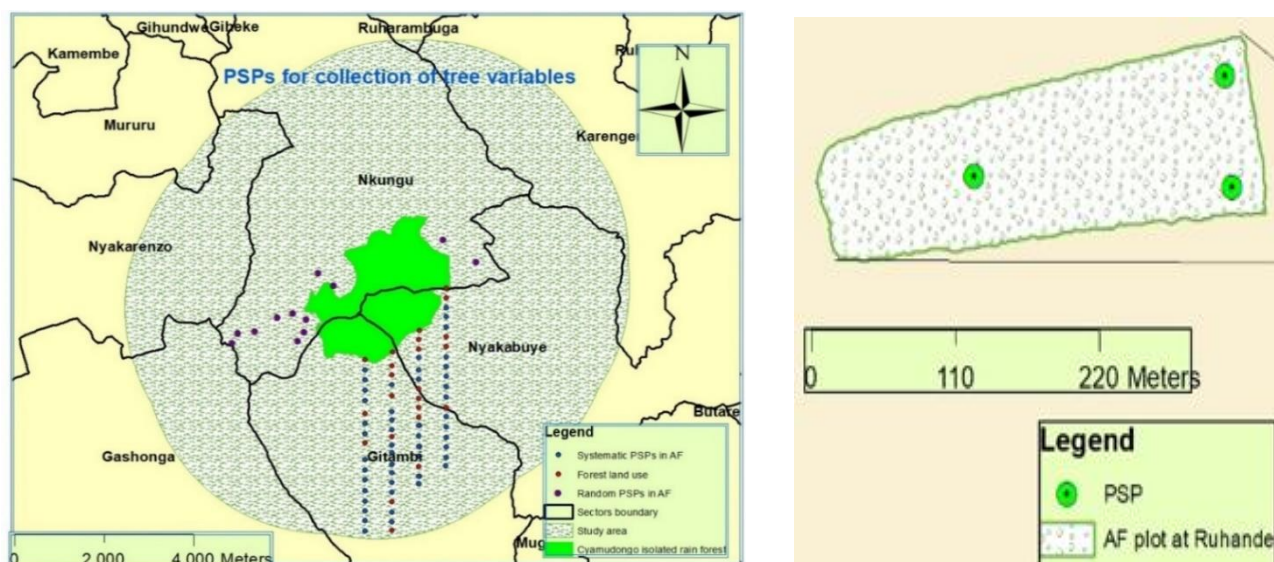 Gihundwe
Gibeke
Ruharambuga
Kamembe
N
PSPs for collection of tree variables
Mururu
Nkungu
Nyakarenzo
Nyakabuye
Gashonga
Gitambi
Legend
Systematic PSPs in AF
Forest land use
Random PSPs in AF
Sectors boundary
Study area
Cyamudongo isolated rain forest
0 2,000 4,000 Meters
0 110 220 Meters
Legend
PSP
AF plot at Ruhande